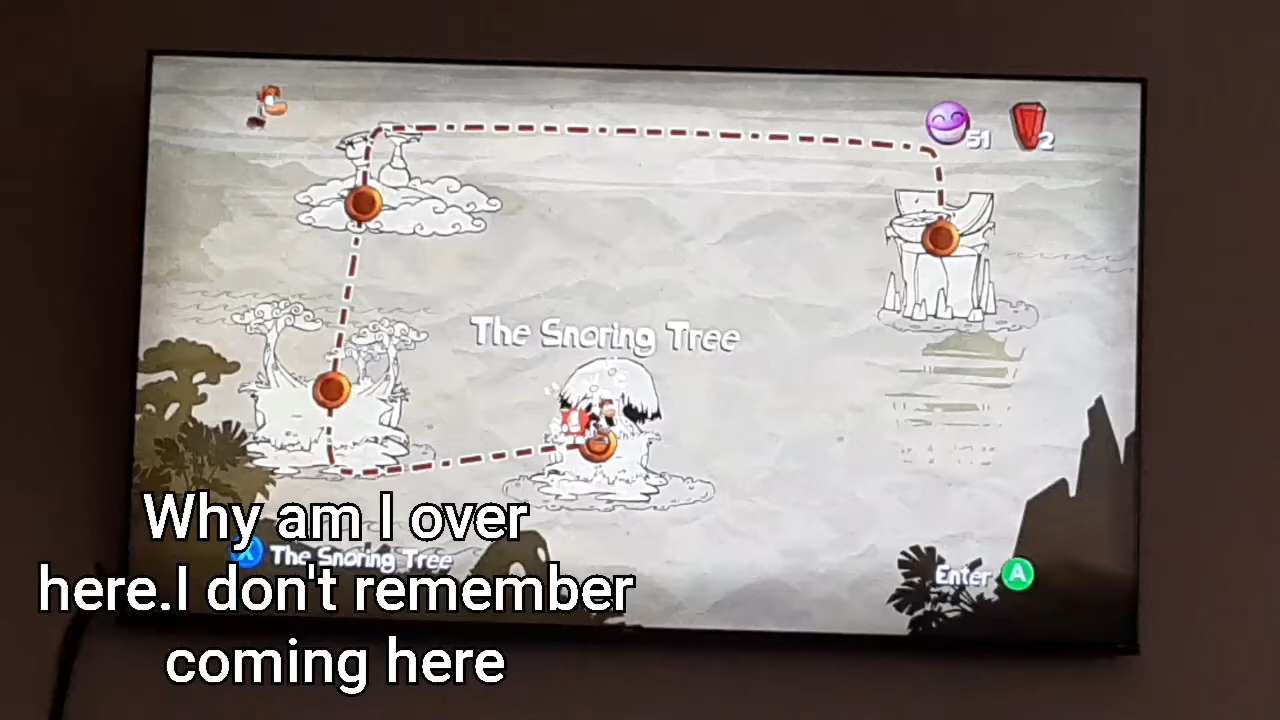 51 2
The Snoring Tree
Why am I over
X The Snoring Tree
here.I don't remember
Enter A
coming here